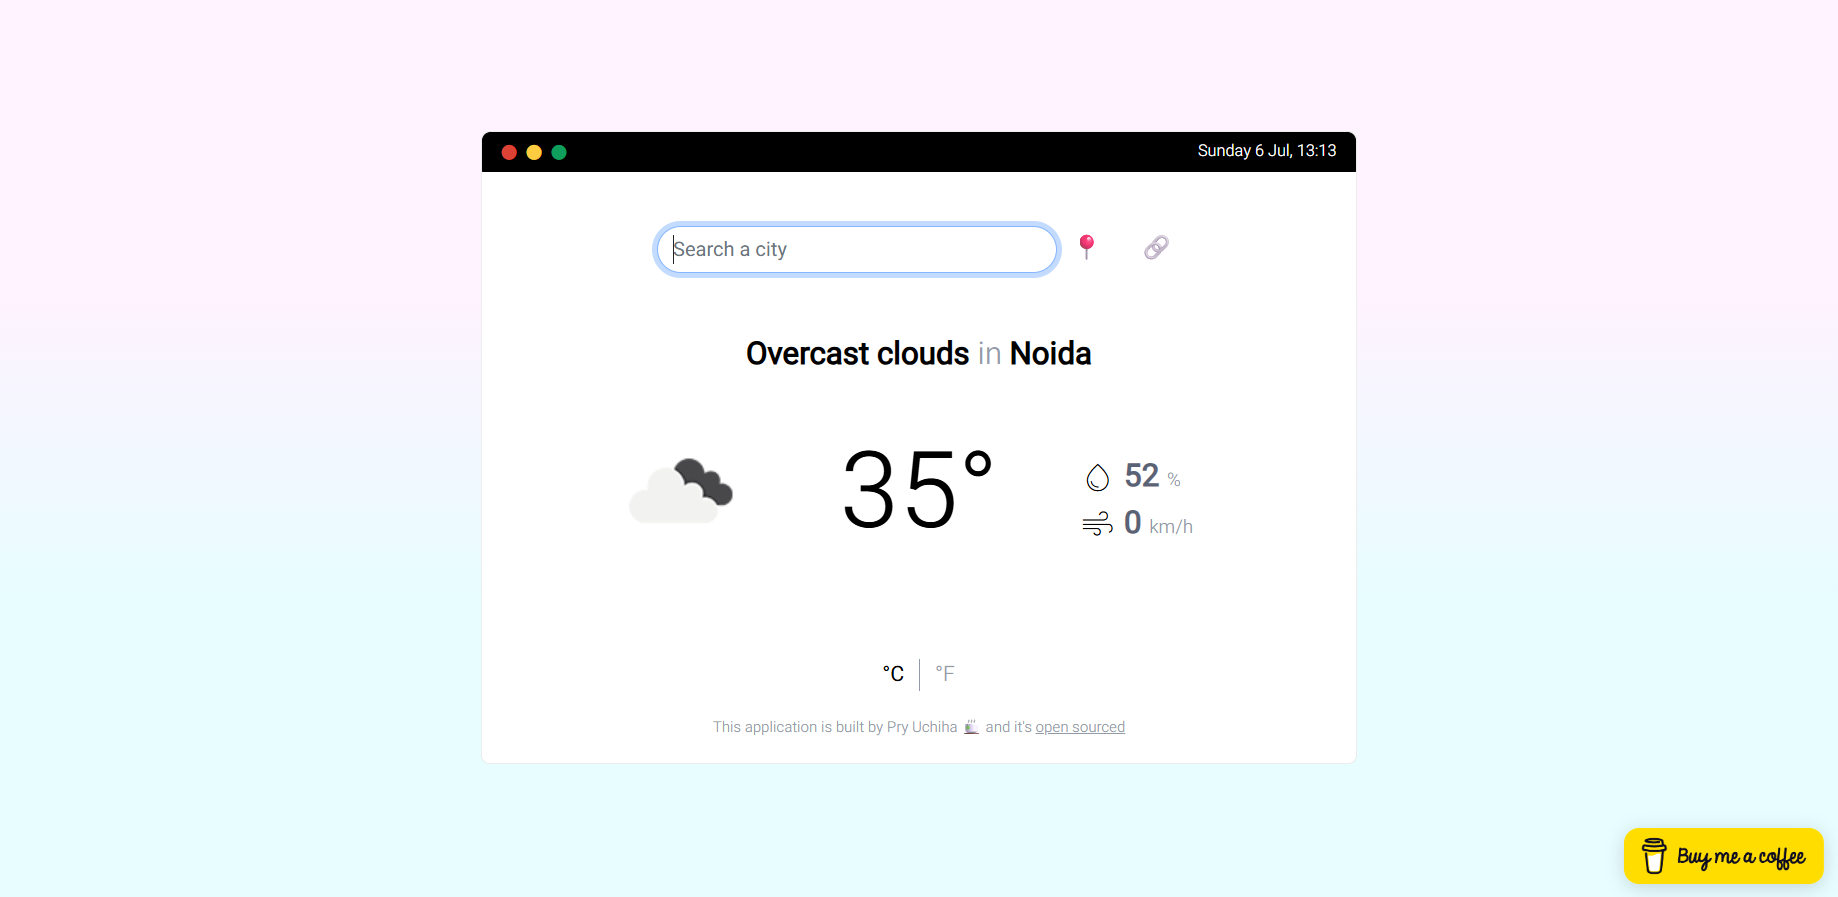 Sunday 6 Jul, 13:13
Search a city
Overcast clouds in Noida
35°
52 %
0 km/h
°C °F
This application is built by Pry Uchiha ☕ and it's open sourced
Buy me a coffee